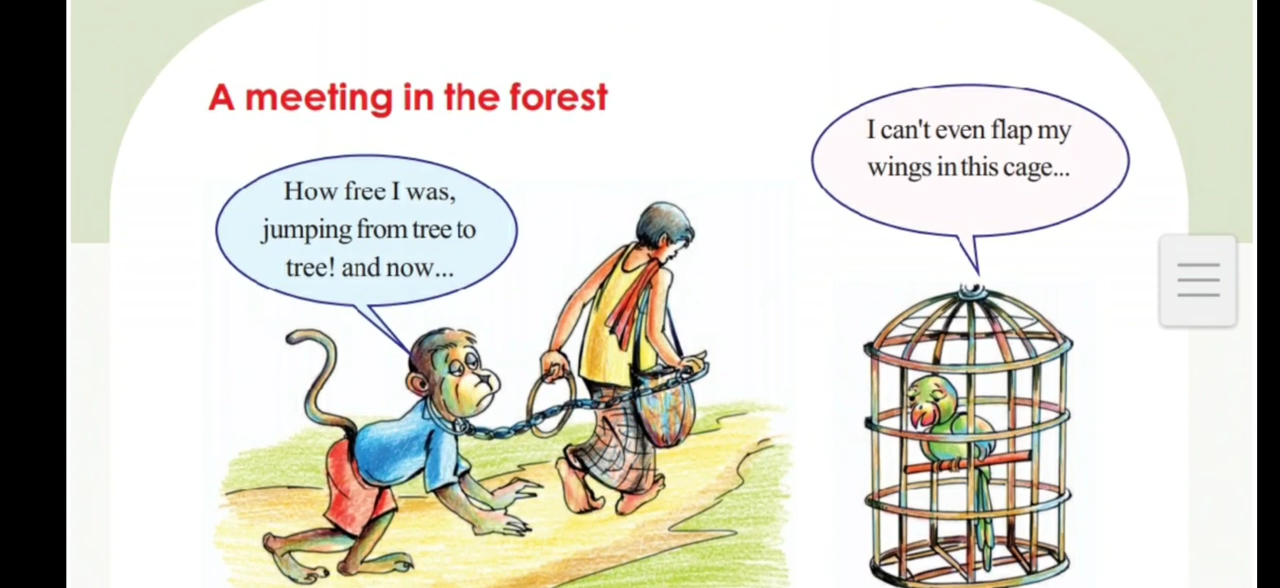 A meeting in the forest
How free I was,
jumping from tree to
tree! and now...
I can't even flap my
wings in this cage...